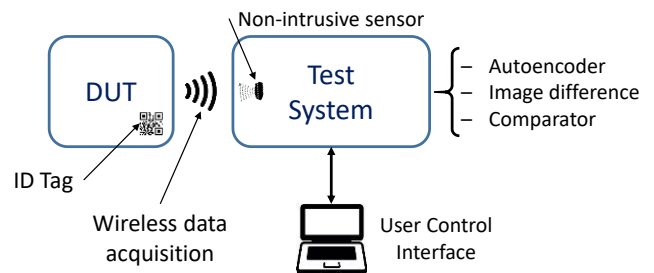 Non-intrusive sensor
DUT
Test
System
– Autoencoder
– Image difference
– Comparator
ID Tag
Wireless data
acquisition
User Control
Interface